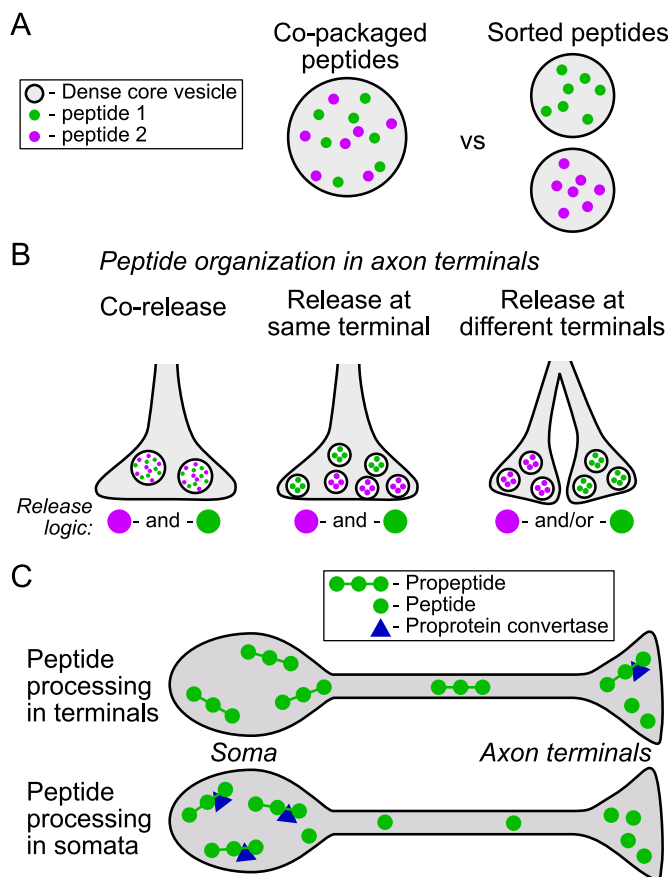 A
Co-packaged
peptides
Sorted peptides
- Dense core vesicle
- peptide 1
- peptide 2
vs
B
Peptide organization in axon terminals
Co-release
Release at
same terminal
Release at
different terminals
Release
logic:
- and -
- and -
- and/or -
C
- Propeptide
- Peptide
- Proprotein convertase
Peptide
processing
in terminals
Soma
Axon terminals
Peptide
processing
in somata